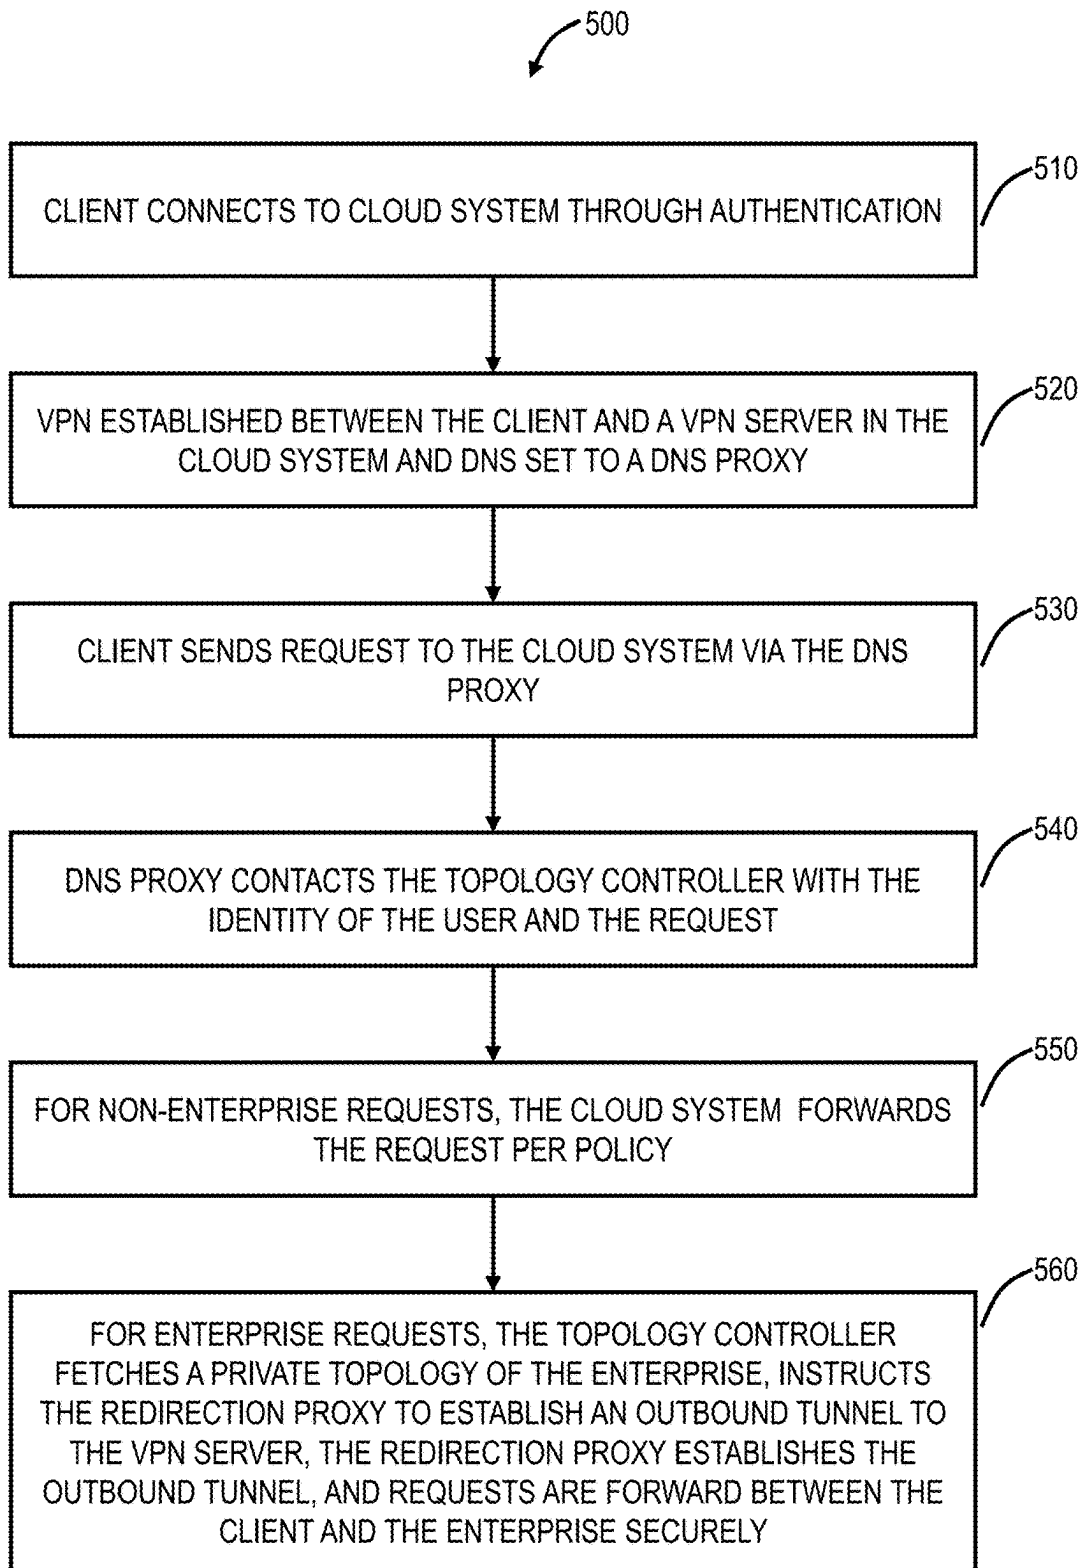 500
510
CLIENT CONNECTS TO CLOUD SYSTEM THROUGH AUTHENTICATION
520
VPN ESTABLISHED BETWEEN THE CLIENT AND A VPN SERVER IN THE
CLOUD SYSTEM AND DNS SET TO A DNS PROXY
530
CLIENT SENDS REQUEST TO THE CLOUD SYSTEM VIA THE DNS
PROXY
540
DNS PROXY CONTACTS THE TOPOLOGY CONTROLLER WITH THE
IDENTITY OF THE USER AND THE REQUEST
550
FOR NON-ENTERPRISE REQUESTS, THE CLOUD SYSTEM FORWARDS
THE REQUEST PER POLICY
560
FOR ENTERPRISE REQUESTS, THE TOPOLOGY CONTROLLER
FETCHES A PRIVATE TOPOLOGY OF THE ENTERPRISE, INSTRUCTS
THE REDIRECTION PROXY TO ESTABLISH AN OUTBOUND TUNNEL TO
THE VPN SERVER, THE REDIRECTION PROXY ESTABLISHES THE
OUTBOUND TUNNEL, AND REQUESTS ARE FORWARD BETWEEN THE
CLIENT AND THE ENTERPRISE SECURELY